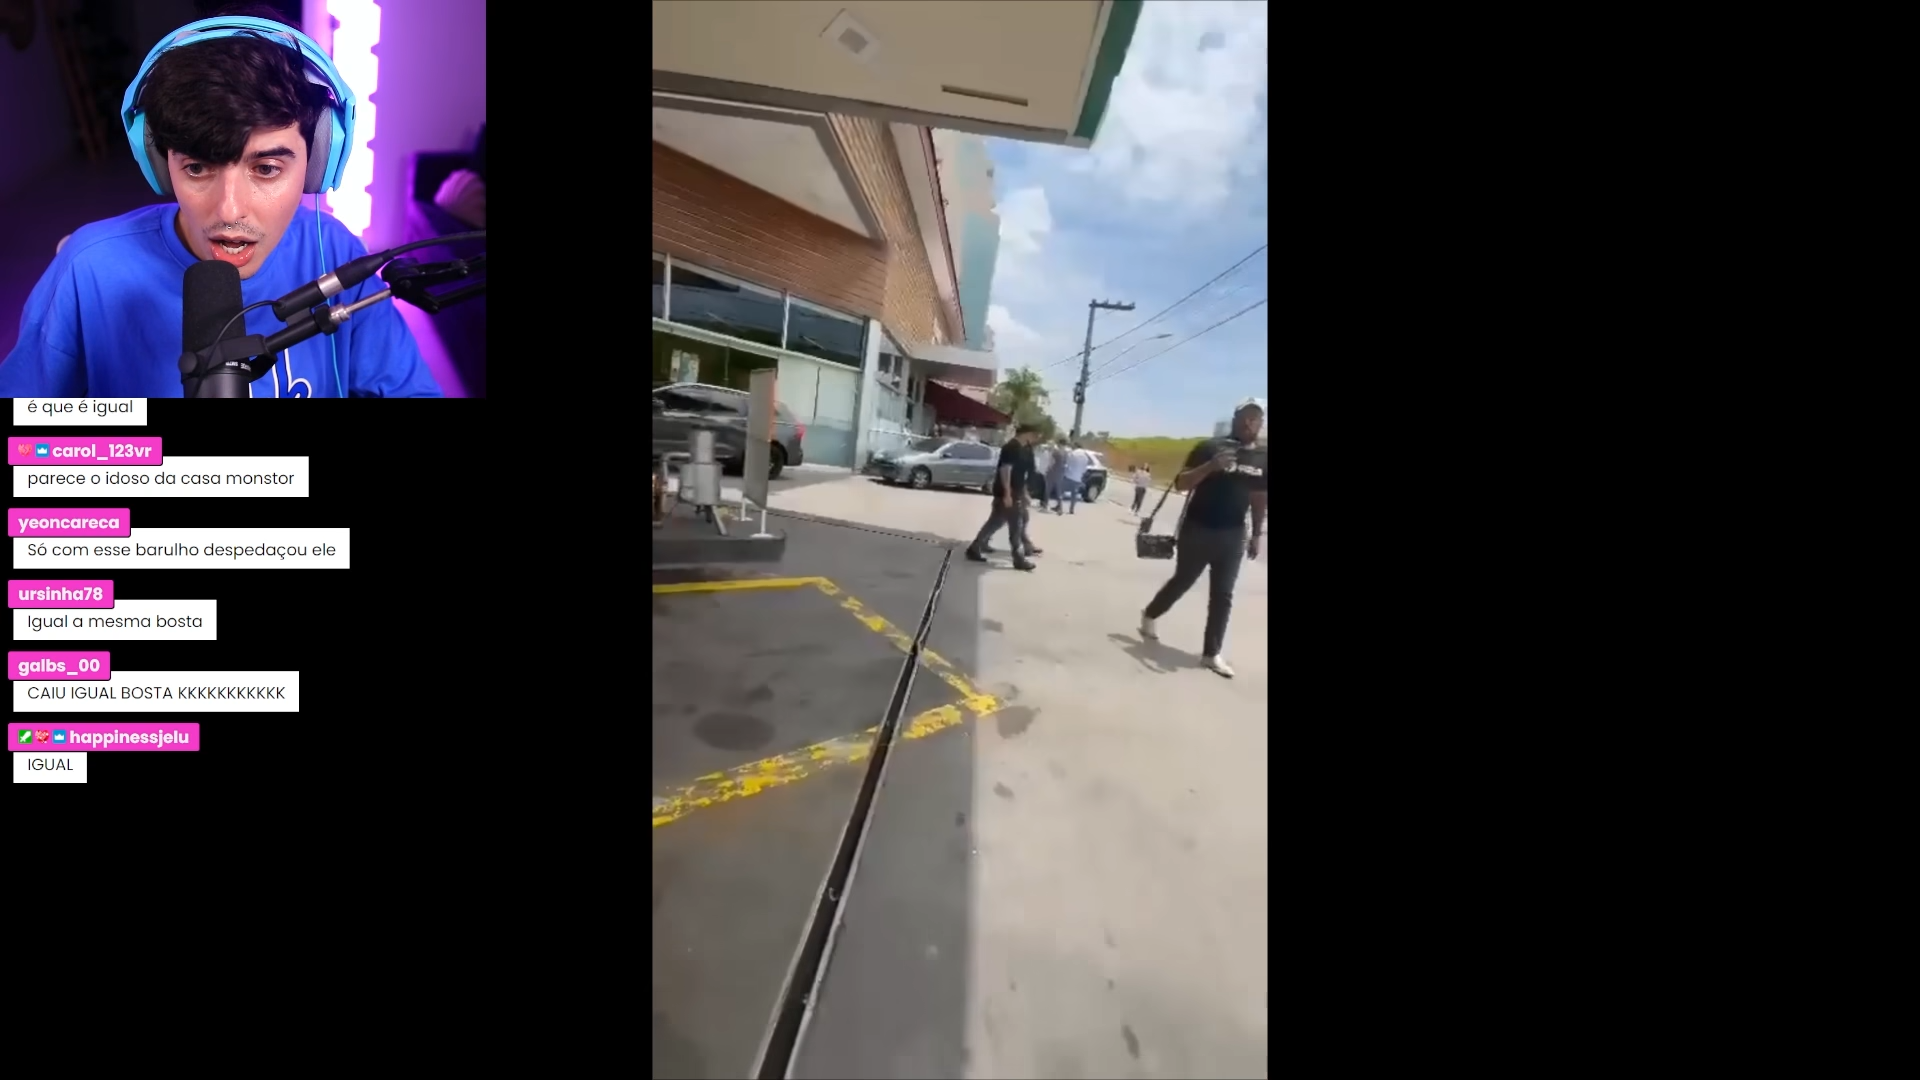 é que é igual
carol_123vr
parece o idoso da casa monstor
yeoncareca
Só com esse barulho despedaçou ele
ursinha78
Igual a mesma bosta
galbs_00
CAIU IGUAL BOSTA KKKKKKKKKKK
happinessjelu
IGUAL